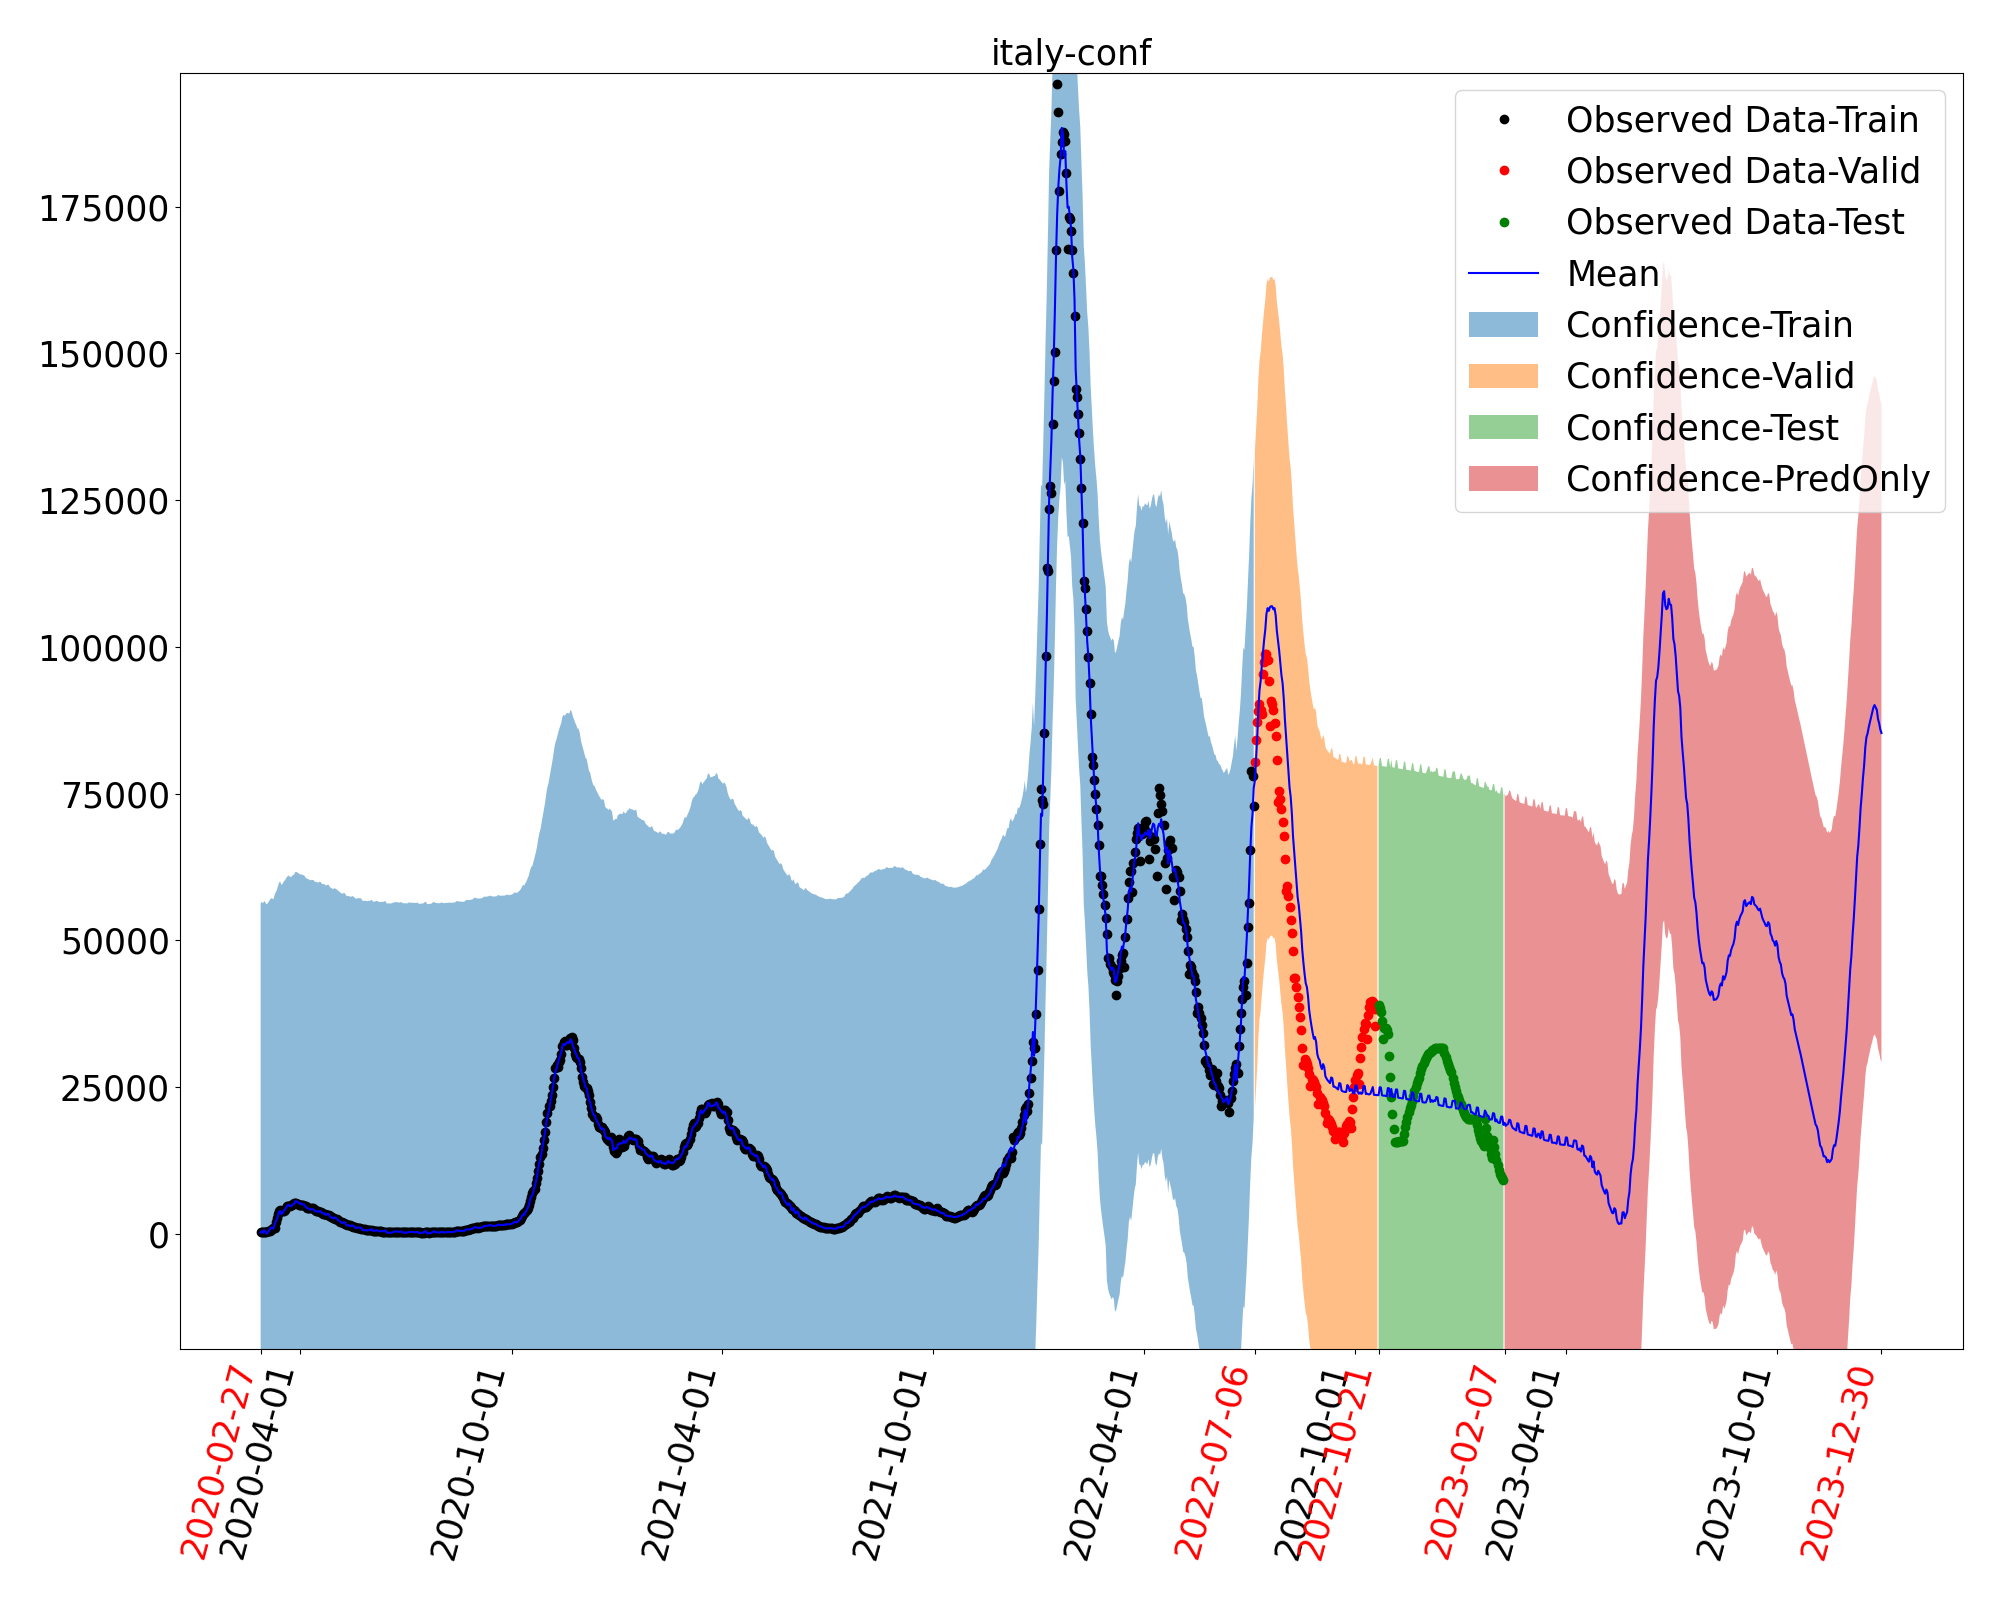 italy-conf
Observed Data-Train
Observed Data-Valid
Observed Data-Test
Mean
Confidence-Train
Confidence-Valid
Confidence-Test
Confidence-PredOnly
175000
150000
125000
100000
75000
50000
25000
0
2020-02-27
2020-04-01
2020-10-01
2021-04-01
2021-10-01
2022-04-01
2022-07-06
2022-10-01
2022-10-21
2023-02-07
2023-04-01
2023-10-01
2023-12-30